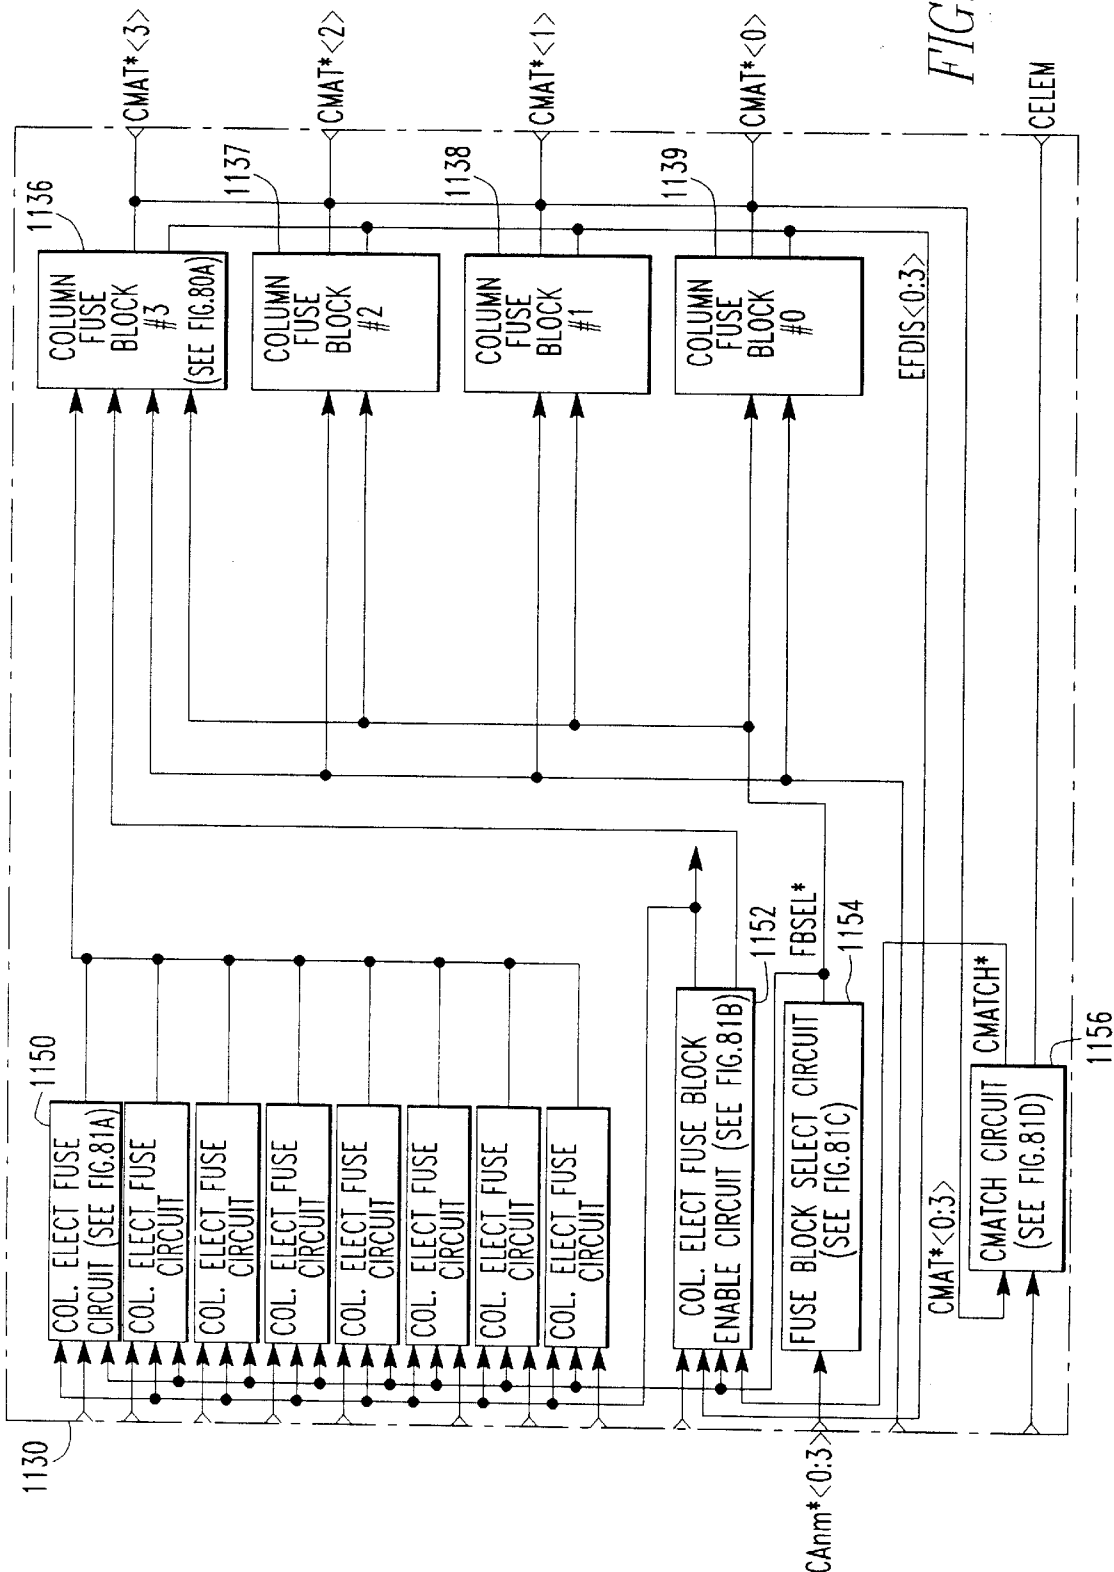 1130
1150
COL. ELECT FUSE
CIRCUIT (SEE FIG.81A)
COL. ELECT FUSE
CIRCUIT
COL. ELECT FUSE
CIRCUIT
COL. ELECT FUSE
CIRCUIT
COL. ELECT FUSE
CIRCUIT
COL. ELECT FUSE
CIRCUIT
COL. ELECT FUSE
CIRCUIT
COL. ELECT FUSE
CIRCUIT
COL. ELECT FUSE BLOCK
ENABLE CIRCUIT (SEE FIG.81B)
1152
FBSEL*
CAnm*<0:3>
FUSE BLOCK SELECT CIRCUIT
(SEE FIG.81C)
1154
CMAT*<0:3>
CMATCH CIRCUIT
(SEE FIG.81D)
CMATCH*
1156
1136
COLUMN
FUSE
BLOCK
#3
(SEE FIG.80A)
CMAT*<3>
1137
COLUMN
FUSE
BLOCK
#2
CMAT*<2>
1138
COLUMN
FUSE
BLOCK
#1
CMAT*<1>
1139
COLUMN
FUSE
BLOCK
#0
CMAT*<0>
EFDIS<0:3>
CELEM
FIG.